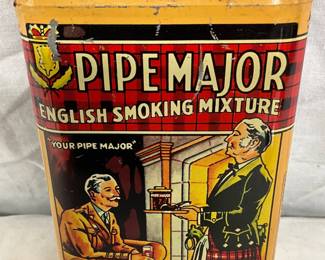 PIPE MAJOR
ENGLISH SMOKING MIXTURE
"YOUR PIPE MAJOR"